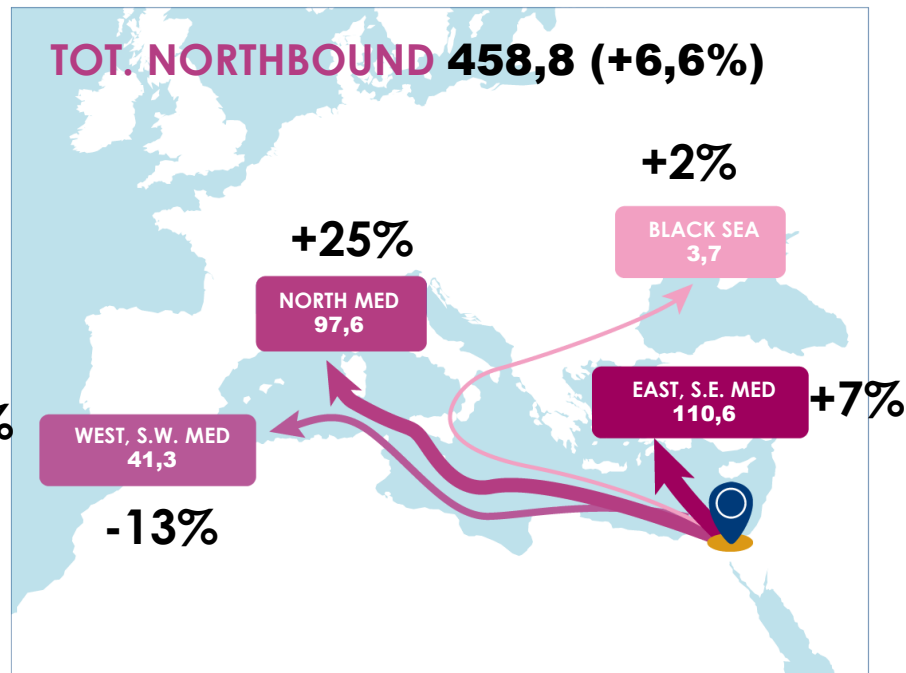 TOT. NORTHBOUND 458,8 (+6,6%)
+2%
BLACK SEA
3,7
+25%
NORTH MED
97,6
EAST, S.E. MED
110,6
+7%
%
WEST, S.W. MED
41,3
-13%